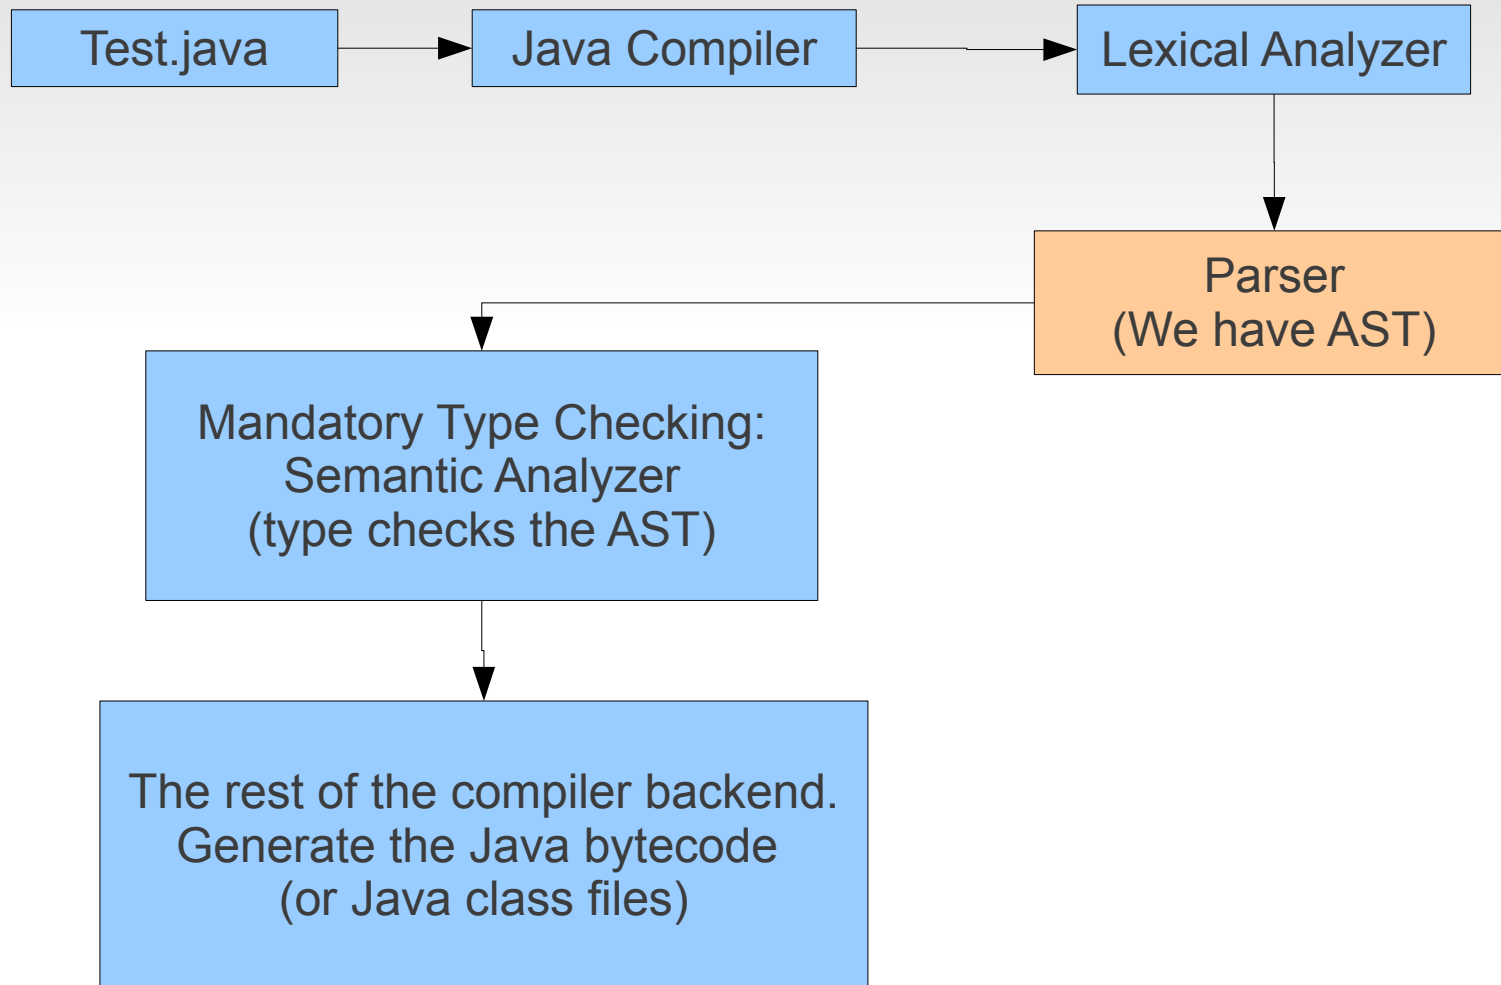 Test.java
Java Compiler
Lexical Analyzer
Parser
(We have AST)
Mandatory Type Checking:
Semantic Analyzer
(type checks the AST)
The rest of the compiler backend.
Generate the Java bytecode
(or Java class files)